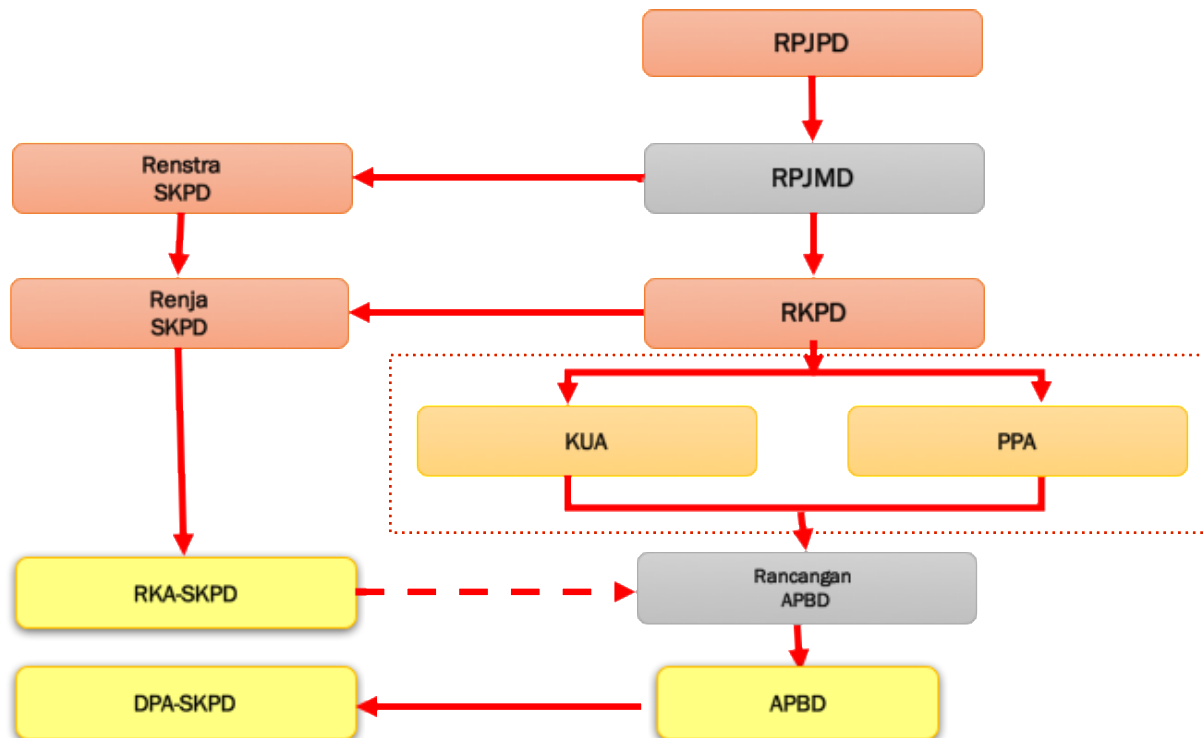 RPJPD
Renstra
SKPD
RPJMD
Renja
SKPD
RKPD
KUA
PPA
RKA-SKPD
Rancangan
APBD
DPA-SKPD
APBD